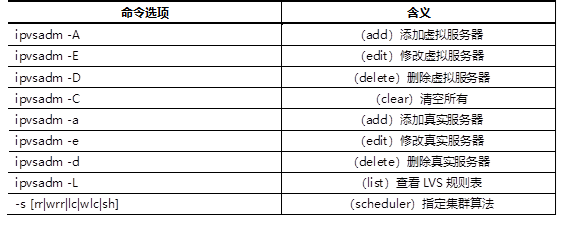 命令选项 含义
ipvsadm -A （add）添加虚拟服务器
ipvsadm -E （edit）修改虚拟服务器
ipvsadm -D （delete）删除虚拟服务器
ipvsadm -C （clear）清空所有
ipvsadm -a （add）添加真实服务器
ipvsadm -e （edit）修改真实服务器
ipvsadm -d （delete）删除真实服务器
ipvsadm -L （list）查看 LVS 规则表
-s [rr|wrr|lc|wlc|sh] （scheduler）指定集群算法